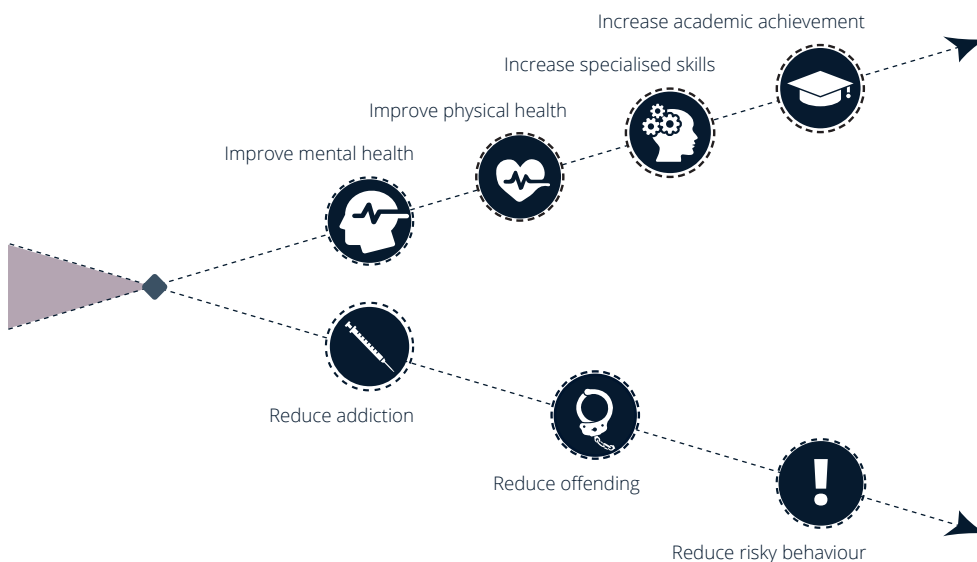 Increase academic achievement
Increase specialised skills
Improve physical health
Improve mental health
Reduce addiction
Reduce offending
Reduce risky behaviour